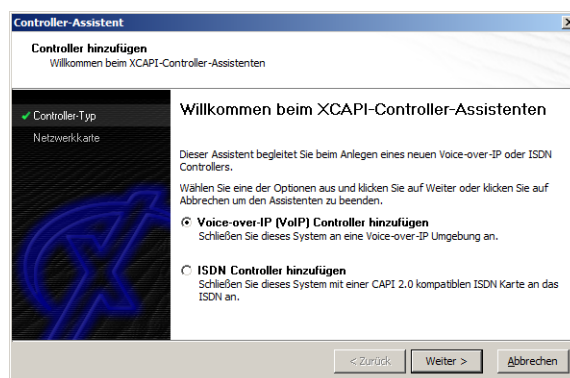 Controller-Assistent
Controller hinzufügen
Willkommen beim XCAPI-Controller-Assistenten
✔ Controller-Typ
Netzwerkkarte
Willkommen beim XCAPI-Controller-Assistenten
Dieser Assistent begleitet Sie beim Anlegen eines neuen Voice-over-IP oder ISDN
Controllers.
Wählen Sie eine der Optionen aus und klicken Sie auf Weiter oder klicken Sie auf
Abbrechen um den Assistenten zu beenden.
Voice-over-IP (VoIP) Controller hinzufügen
Schließen Sie dieses System an eine Voice-over-IP Umgebung an.
ISDN Controller hinzufügen
Schließen Sie dieses System mit einer CAPI 2.0 kompatiblen ISDN Karte an das
ISDN an.
< Zurück Weiter > Abbrechen